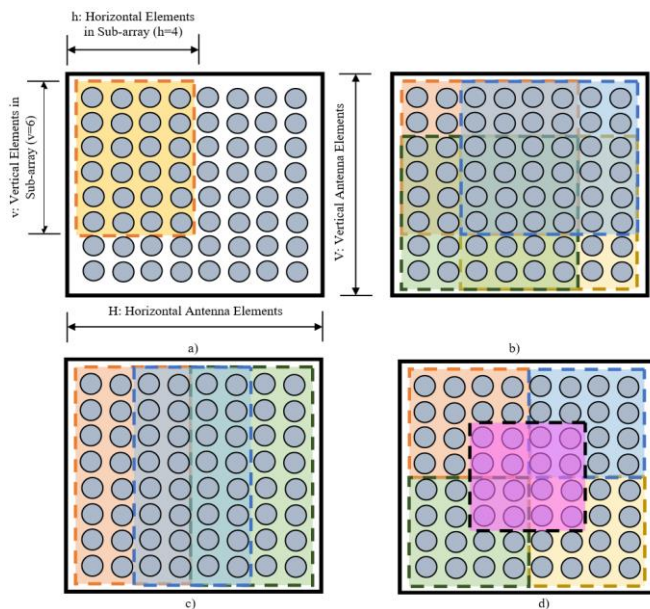 h: Horizontal Elements
in Sub-array (h=4)
v: Vertical Elements in
Sub-array (v=6)
V: Vertical Antenna Elements
H: Horizontal Antenna Elements
a)
b)
c)
d)